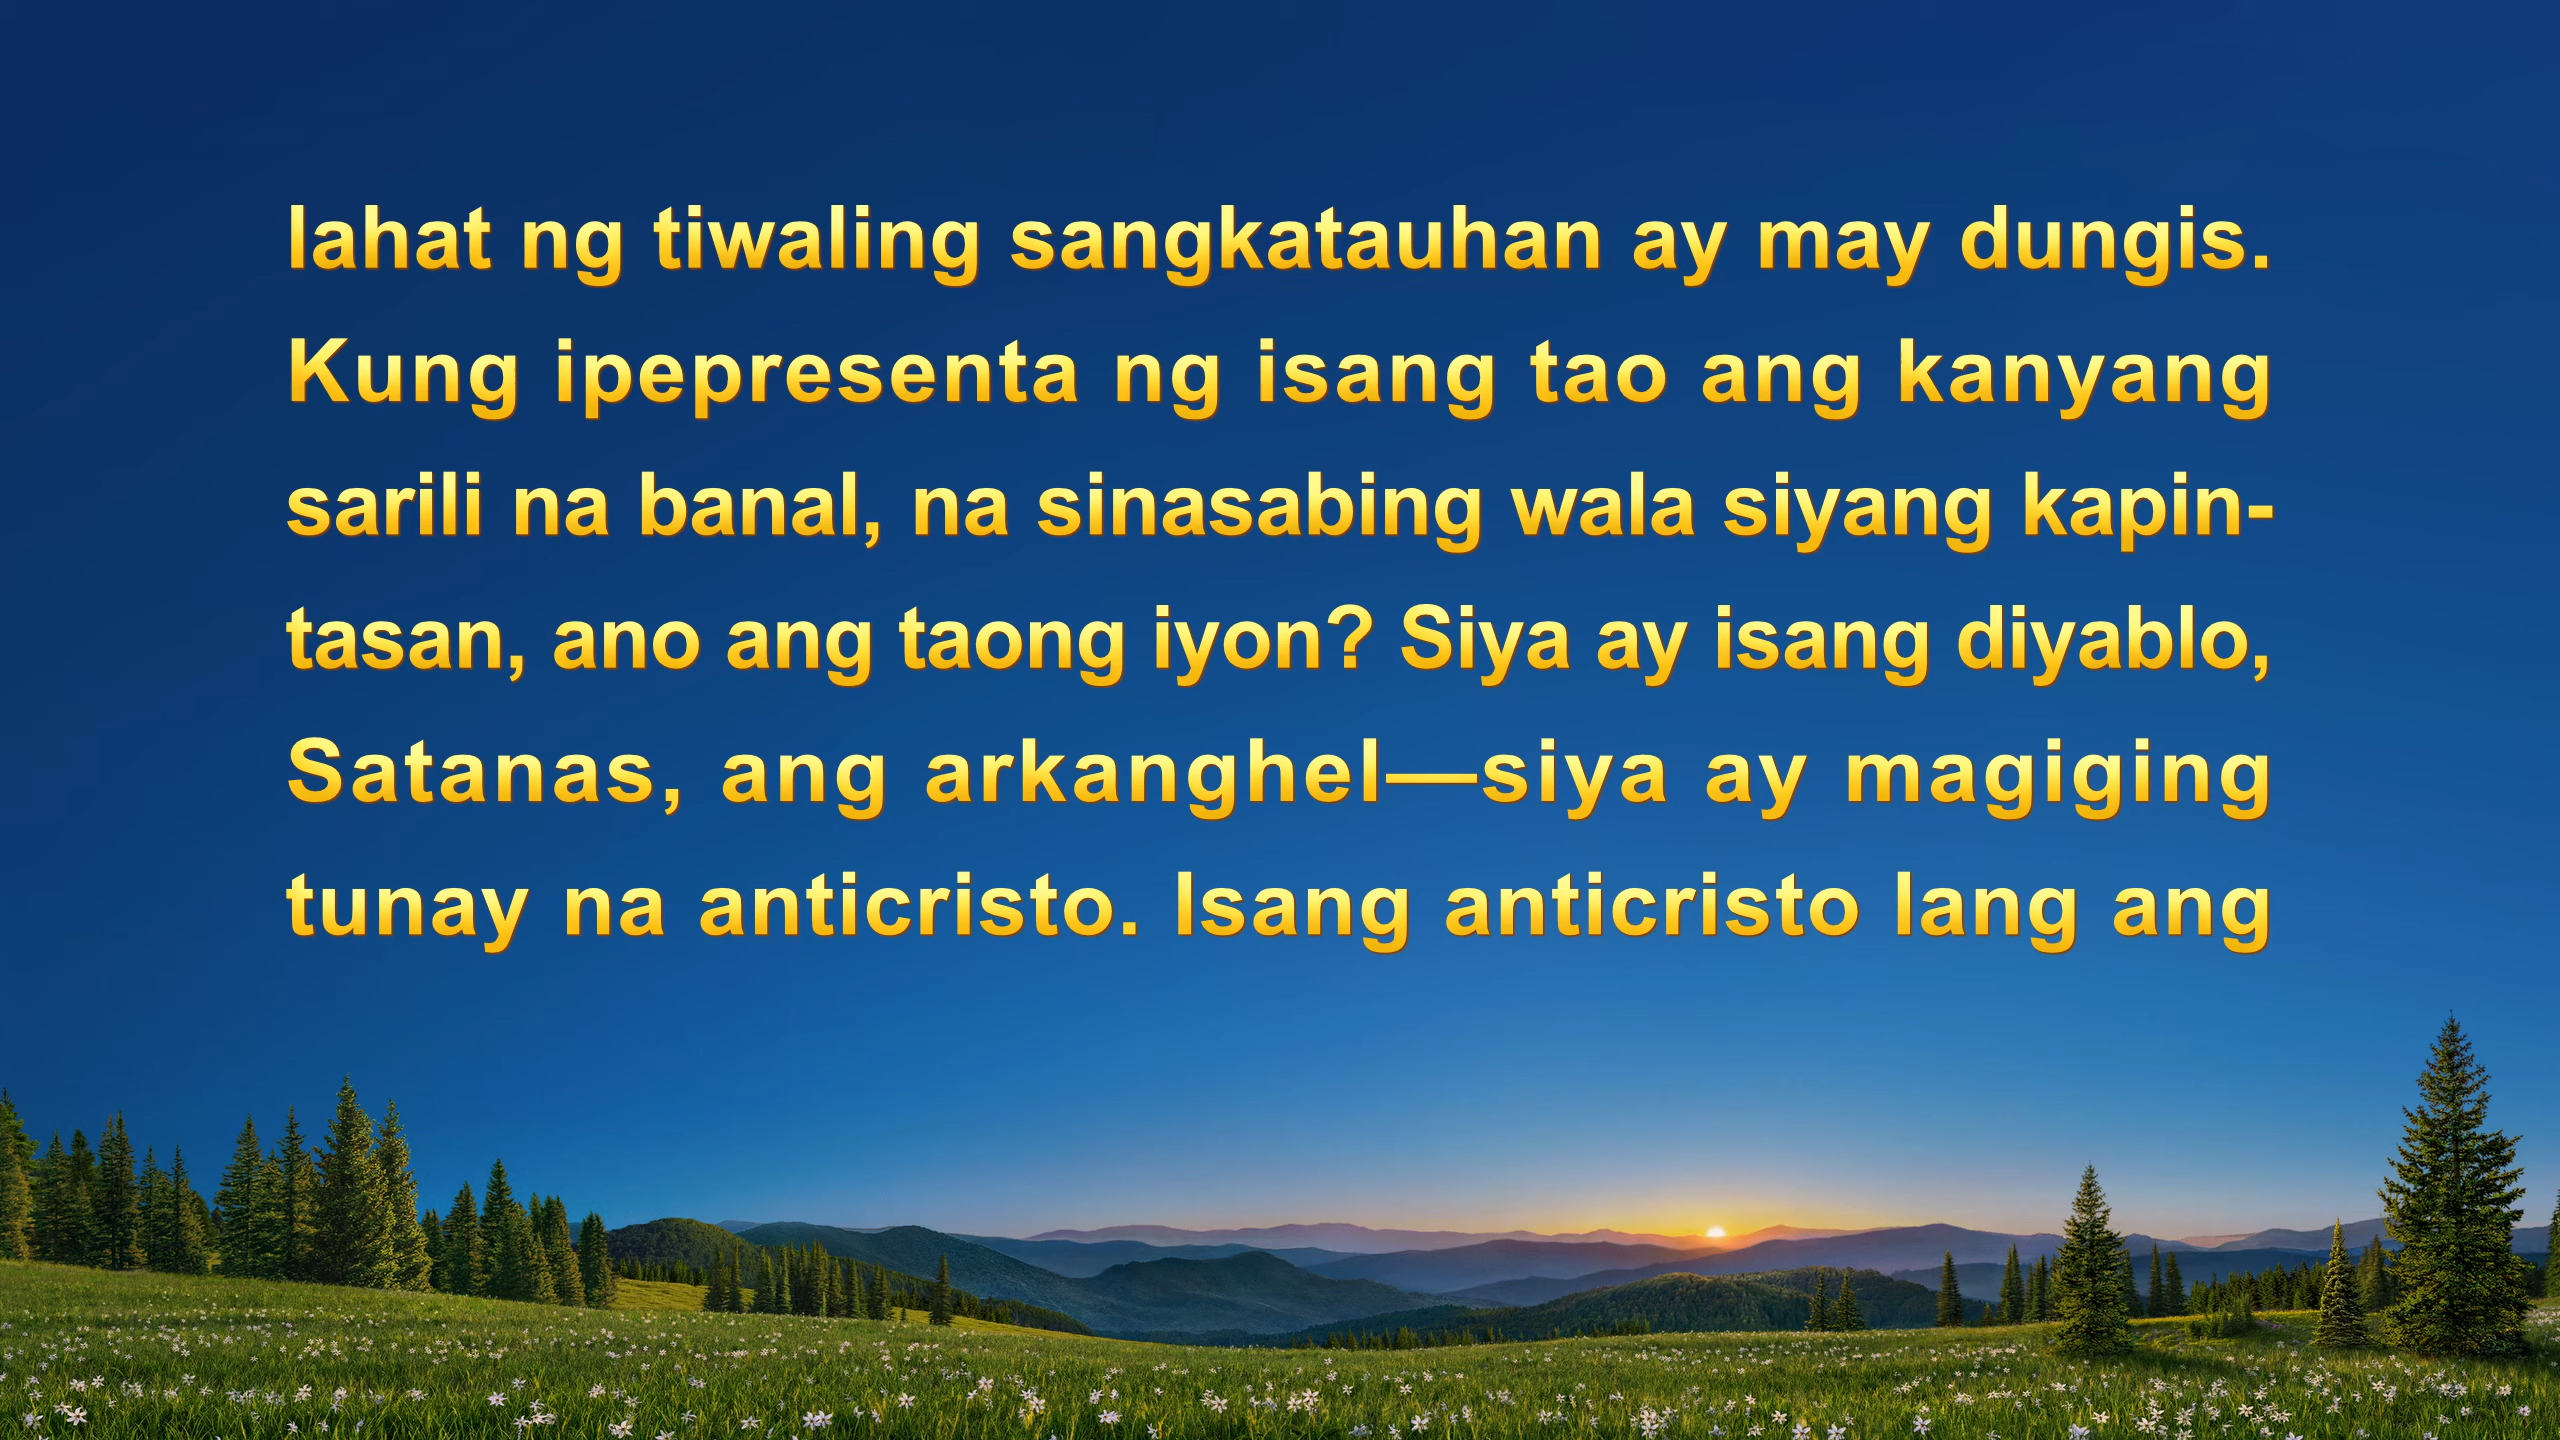 lahat ng tiwaling sangkatauhan ay may dungis.
Kung ipepresenta ng isang tao ang kanyang
sarili na banal, na sinasabing wala siyang kapin-
tasan, ano ang taong iyon? Siya ay isang diyablo,
Satanas, ang arkanghel—siya ay magiging
tunay na anticristo. Isang anticristo lang ang